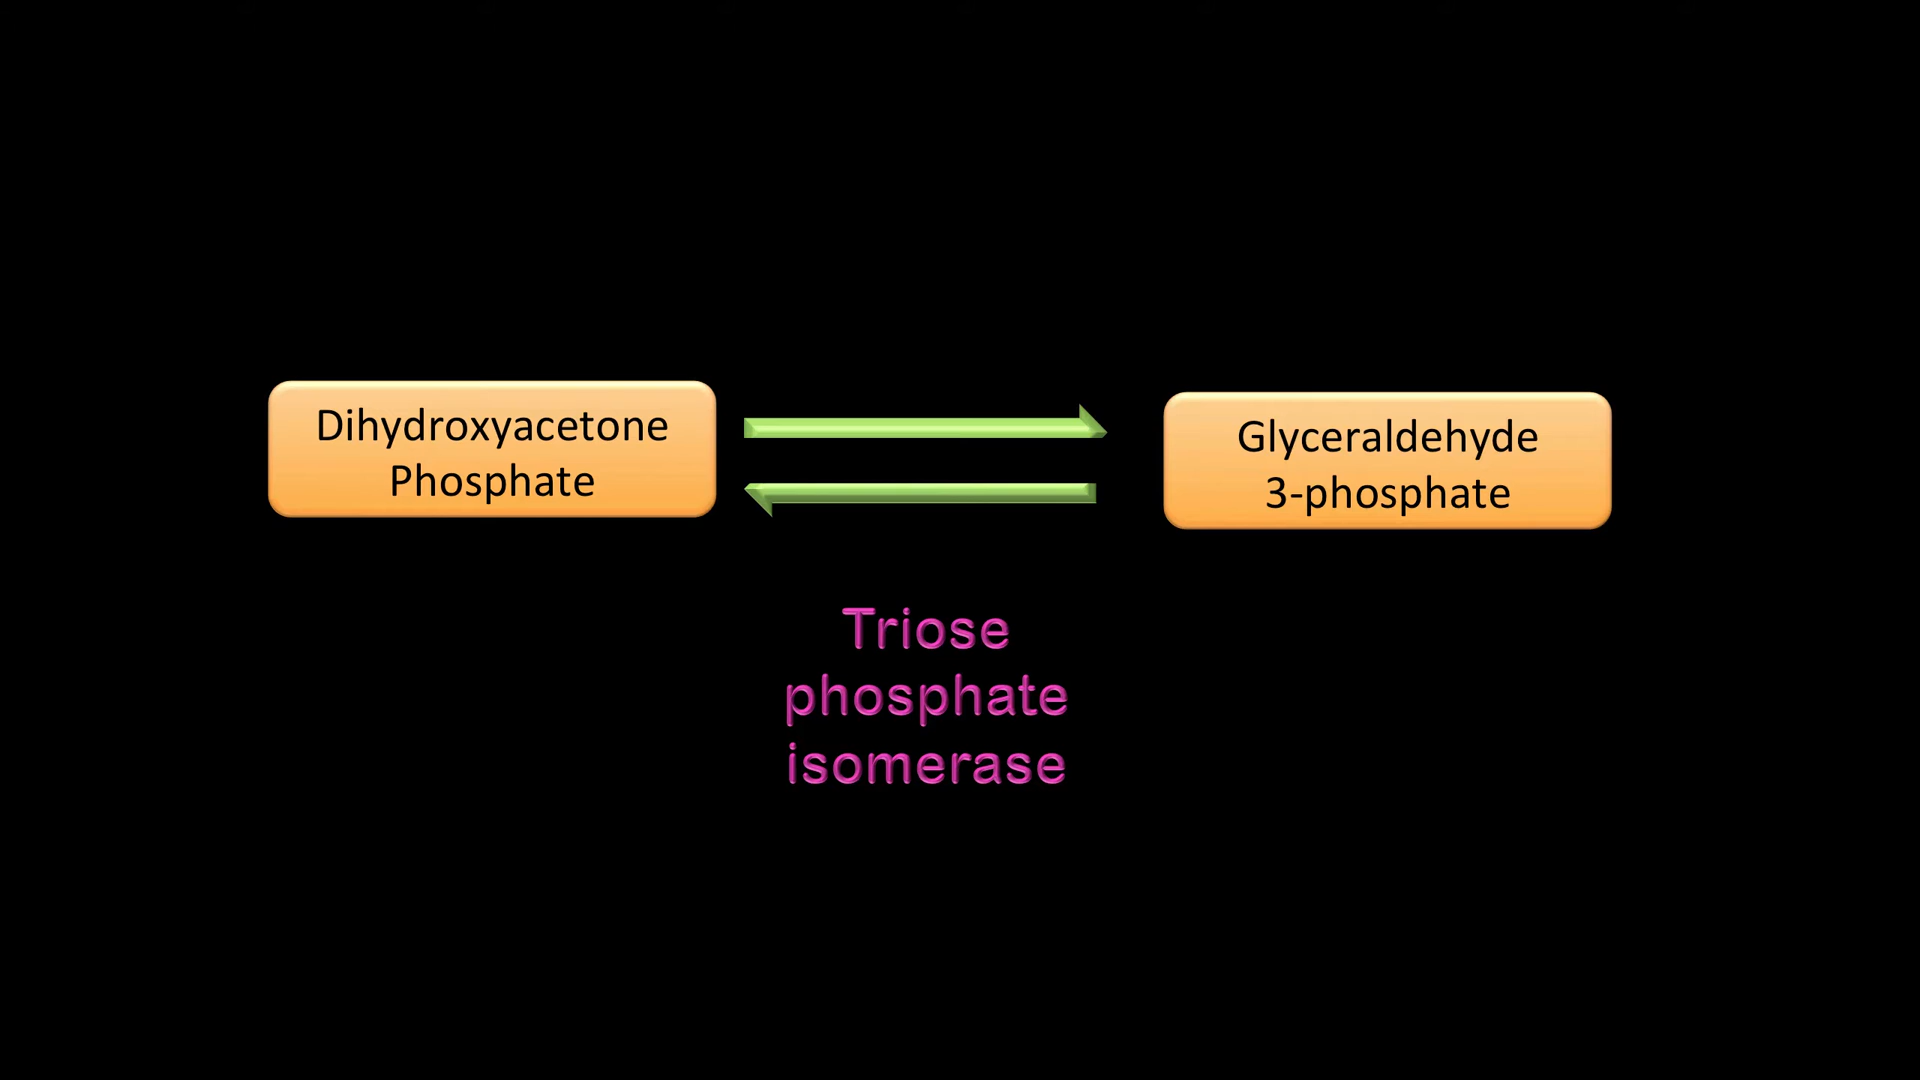 Dihydroxyacetone
Phosphate
Glyceraldehyde
3-phosphate
Triose
phosphate
isomerase